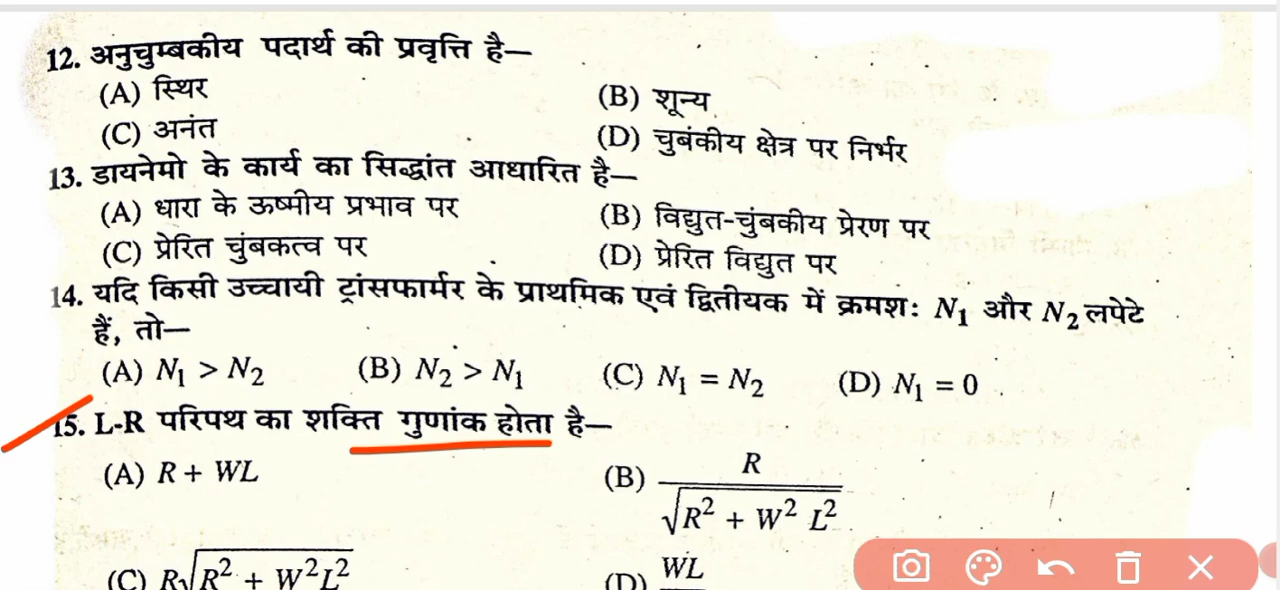 12. अनुचुम्बकीय पदार्थ की प्रवृत्ति है—
(A) स्थिर (B) शून्य
(C) अनंत (D) चुबंकीय क्षेत्र पर निर्भर
13. डायनेमो के कार्य का सिद्धांत आधारित है—
(A) धारा के ऊष्मीय प्रभाव पर (B) विद्युत-चुंबकीय प्रेरण पर
(C) प्रेरित चुंबकत्व पर (D) प्रेरित विद्युत पर
14. यदि किसी उच्चायी ट्रांसफार्मर के प्राथमिक एवं द्वितीयक में क्रमशः N₁ और N₂ लपेटे
हैं, तो—
(A) N₁ > N₂ (B) N₂ > N₁ (C) N₁ = N₂ (D) N₁ = 0
15. L-R परिपथ का शक्ति गुणांक होता है—
(A) R + WL (B) R / √(R² + W² L²)
(C) R√(R² + W²L²) (D) WL